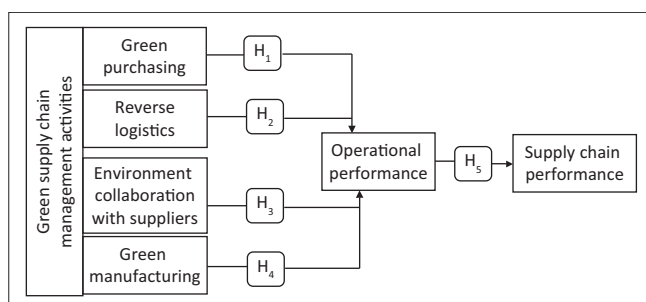 Green supply chain
management activities
Green
purchasing
H1
Reverse
logistics
H2
Environment
collaboration
with suppliers
H3
Green
manufacturing
H4
Operational
performance
H5
Supply chain
performance